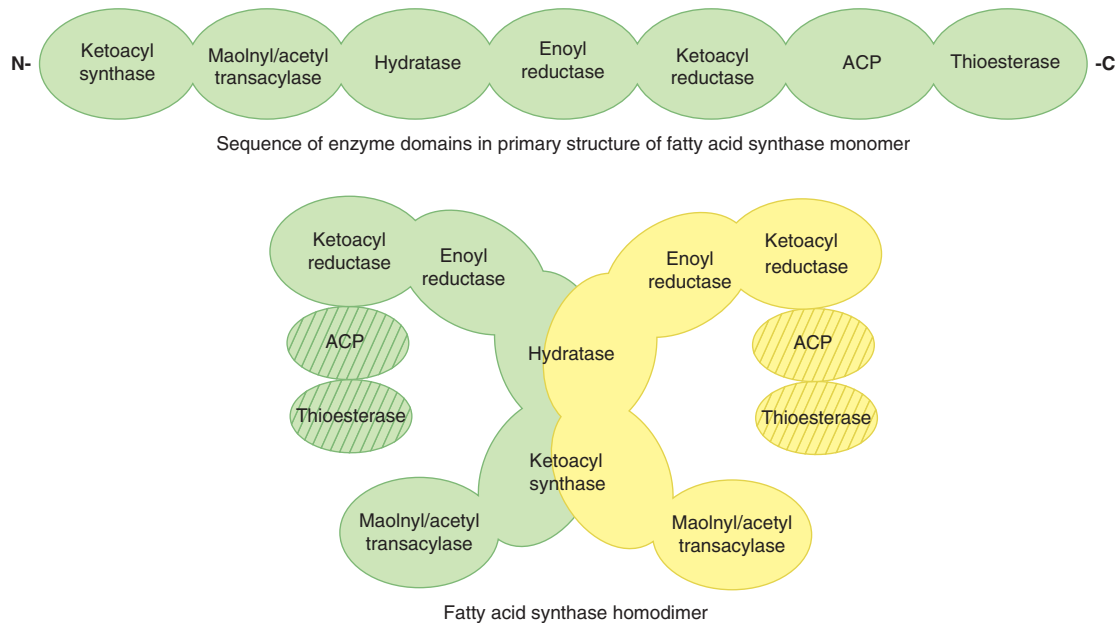 N-
Ketoacyl
synthase
Maolnyl/acetyl
transacylase
Hydratase
Enoyl
reductase
Ketoacyl
reductase
ACP
Thioesterase
-C
Sequence of enzyme domains in primary structure of fatty acid synthase monomer
Ketoacyl
reductase
Enoyl
reductase
Enoyl
reductase
Ketoacyl
reductase
ACP
Hydratase
ACP
Thioesterase
Thioesterase
Ketoacyl
synthase
Maolnyl/acetyl
transacylase
Maolnyl/acetyl
transacylase
Fatty acid synthase homodimer